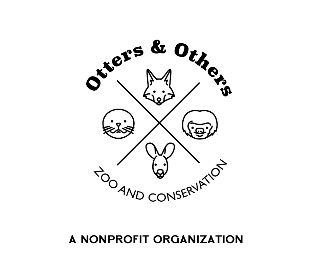 Otters & Others
ZOO AND CONSERVATION
A NONPROFIT ORGANIZATION